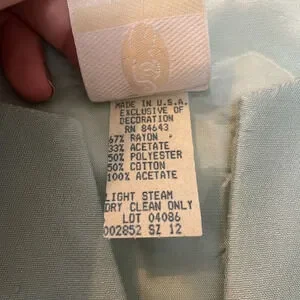 MADE IN U.S.A.
EXCLUSIVE OF
DECORATION
RN 84643
67% RAYON
33% ACETATE
50% POLYESTER
50% COTTON
100% ACETATE
LIGHT STEAM
DRY CLEAN ONLY
LOT 04086
002852 SZ 12